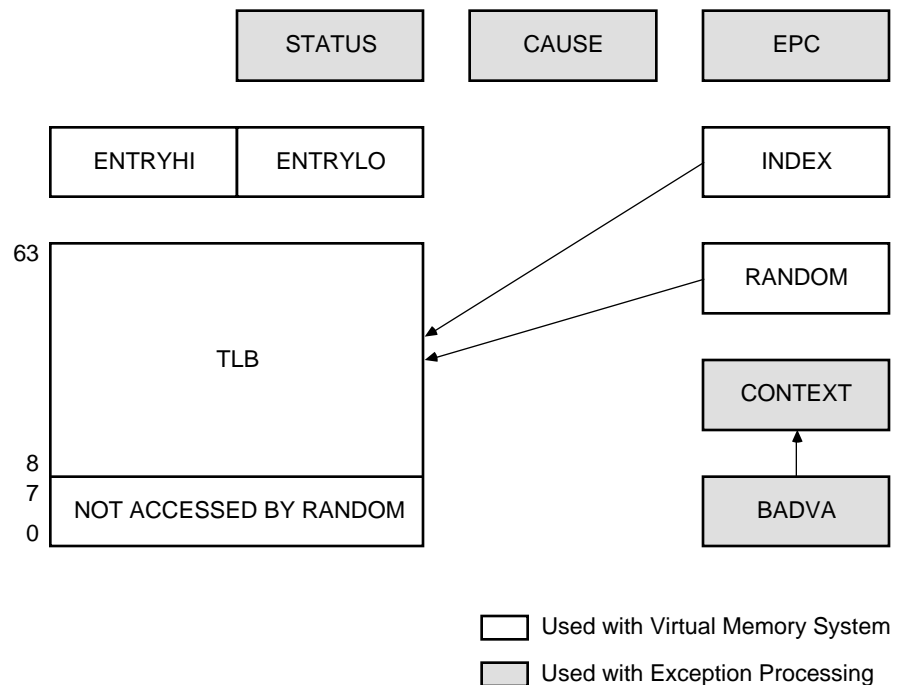 STATUS
CAUSE
EPC
ENTRYHI
ENTRYLO
INDEX
63
RANDOM
TLB
CONTEXT
8
7
NOT ACCESSED BY RANDOM
BADVA
0
Used with Virtual Memory System
Used with Exception Processing